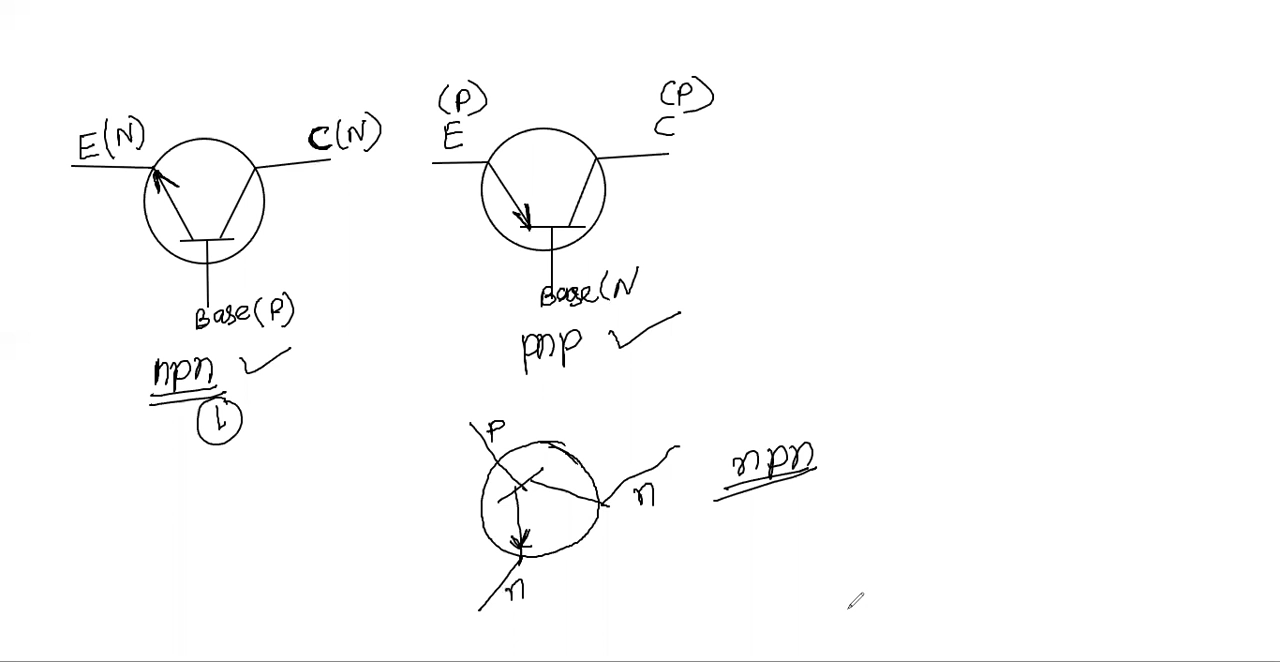 E(N)
C(N)
Base(P)
npn
1
(P)
E
(P)
C
Base(N
pnp
P
n
n
npn